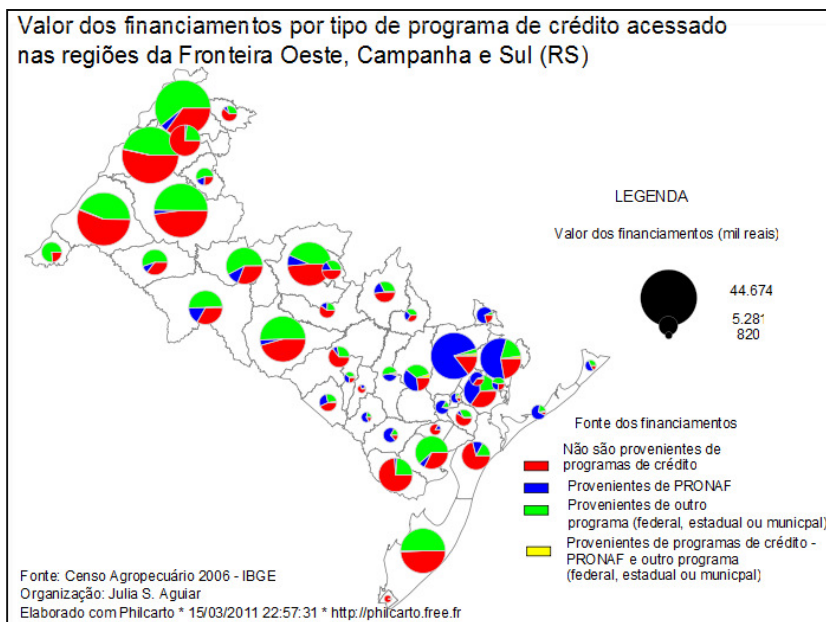 Valor dos financiamentos por tipo de programa de crédito acessado
nas regiões da Fronteira Oeste, Campanha e Sul (RS)
LEGENDA
Valor dos financiamentos (mil reais)
44.674
5.281
820
Fonte dos financiamentos
Não são provenientes de
programas de crédito
Provenientes de PRONAF
Provenientes de outro
programa (federal, estadual ou municpal)
Provenientes de programas de crédito -
PRONAF e outro programa
(federal, estadual ou municpal)
Fonte: Censo Agropecuário 2006 - IBGE
Organização: Julia S. Aguiar
Elaborado com Philcarto * 15/03/2011 22:57:31 * http://philcarto.free.fr